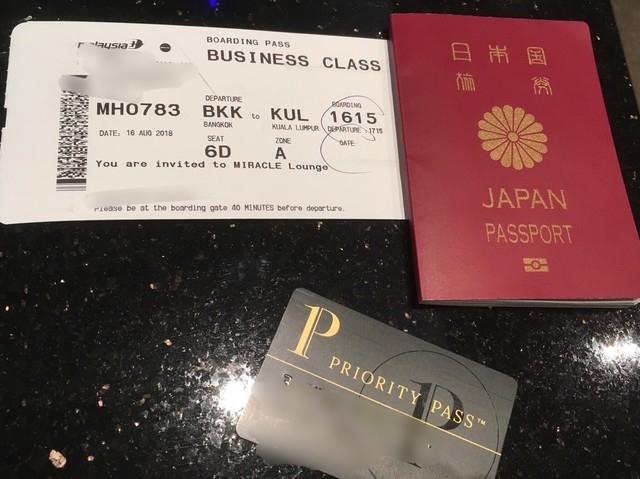 malaysia
BOARDING PASS
BUSINESS CLASS
MH0783
DEPARTURE
BKK to KUL
BANGKOK
KUALA LUMPUR
BOARDING
1615
DEPARTURE 1715
DATE: 16 AUG 2018
SEAT
6D
ZONE
A
GATE
You are invited to MIRACLE Lounge
Please be at the boarding gate 40 MINUTES before departure.
日本国
旅券
JAPAN
PASSPORT
P
PRIORITY PASS™
P